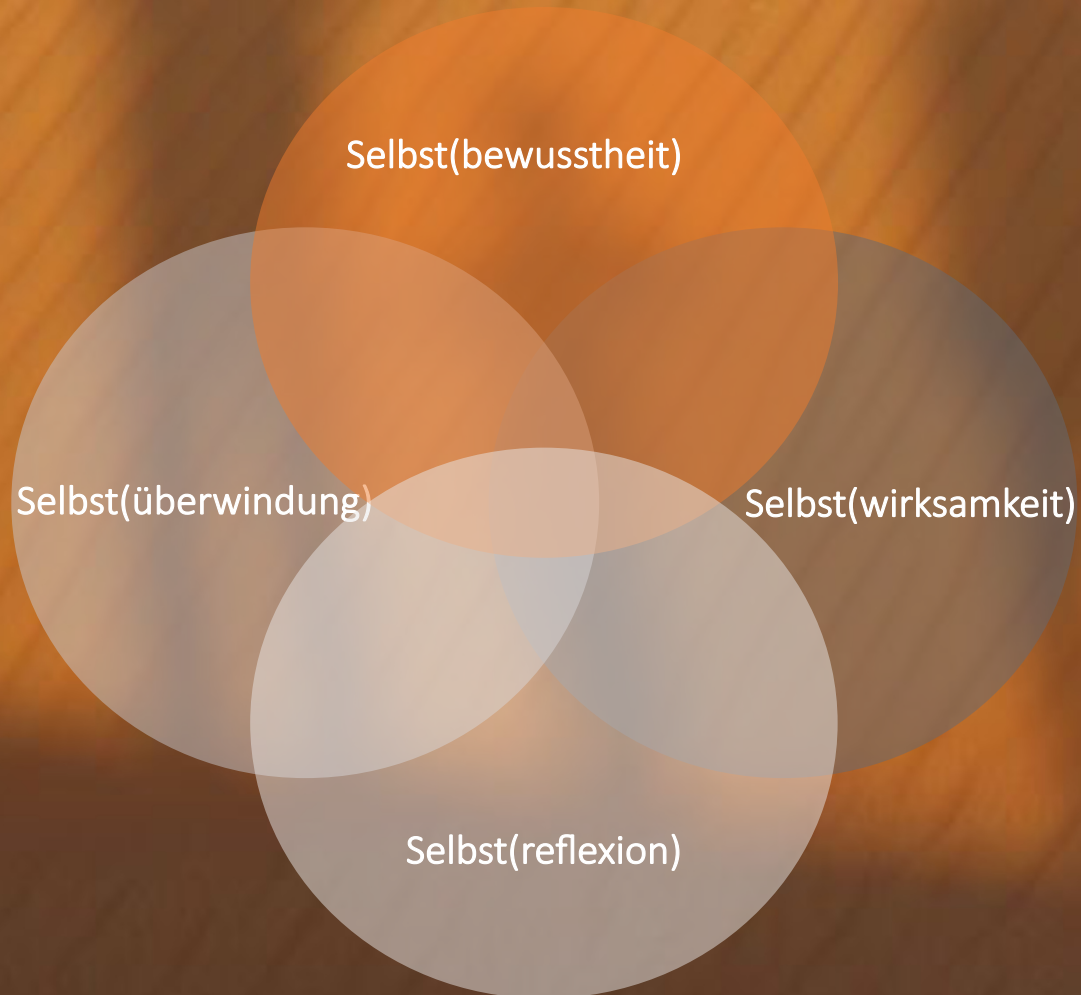 Selbst(bewusstheit)
Selbst(überwindung)
Selbst(wirksamkeit)
Selbst(reflexion)